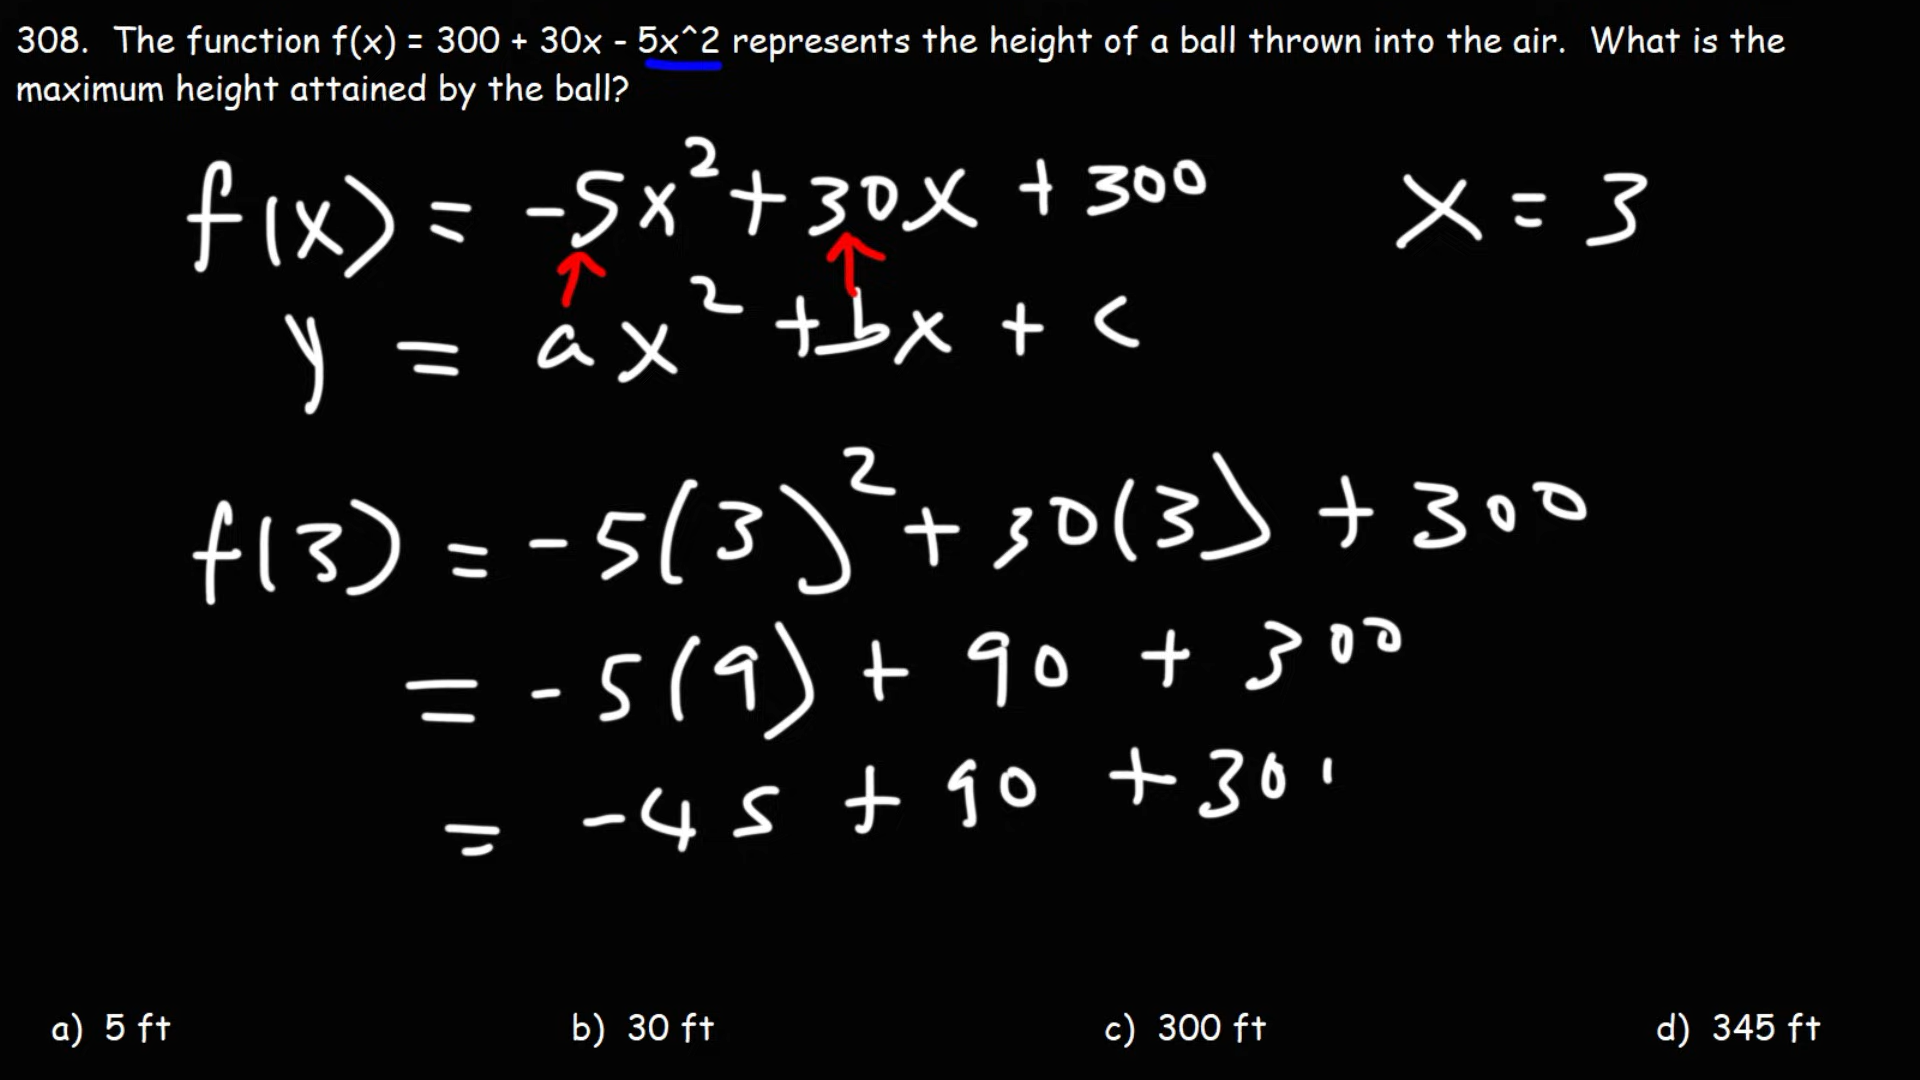 308. The function f(x) = 300 + 30x - 5x^2 represents the height of a ball thrown into the air. What is the
maximum height attained by the ball?
f(x) = -5x² + 30x + 300
x = 3
y = ax² + bx + c
f(3) = -5(3)² + 30(3) + 300
= -5(9) + 90 + 300
= -45 + 90 + 30
a) 5 ft
b) 30 ft
c) 300 ft
d) 345 ft